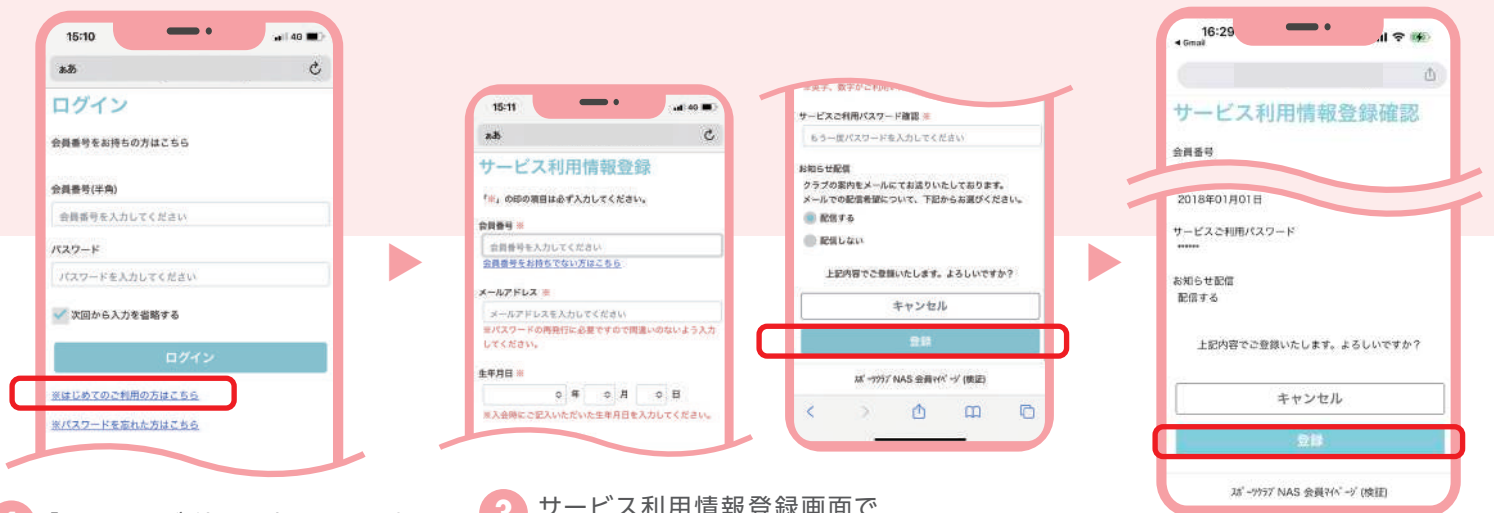 15:10
4G
ああ
ログイン
会員番号をお持ちの方はこちら
会員番号(半角)
会員番号を入力してください
パスワード
パスワードを入力してください
次回から入力を省略する
ログイン
※はじめてのご利用の方はこちら
※パスワードを忘れた方はこちら
15:11
4G
ああ
サービス利用情報登録
「※」の印の項目は必ず入力してください。
会員番号 ※
会員番号を入力してください
会員番号をお持ちでない方はこちら
メールアドレス ※
メールアドレスを入力してください
※パスワードの再発行に必要ですので間違いのないよう入力
してください。
生年月日 ※
年 月 日
※入会時にご記入いただいた生年月日を入力してください。
サービスご利用パスワード確認 ※
もう一度パスワードを入力してください
お知らせ配信
クラブの案内をメールにてお送りいたしております。
メールでの配信希望について、下記からお選びください。
配信する
配信しない
上記内容でご登録いたします。よろしいですか?
キャンセル
登録
ｽﾎﾟｰﾂｸﾗﾌﾞ NAS 会員ﾏｲﾍﾟｰｼﾞ (検証)
16:29
Gmail
サービス利用情報登録確認
会員番号
2018年01月01日
サービスご利用パスワード
******
お知らせ配信
配信する
上記内容でご登録いたします。よろしいですか?
キャンセル
登録
ｽﾎﾟｰﾂｸﾗﾌﾞ NAS 会員ﾏｲﾍﾟｰｼﾞ (検証)
サービス利用情報登録画面で